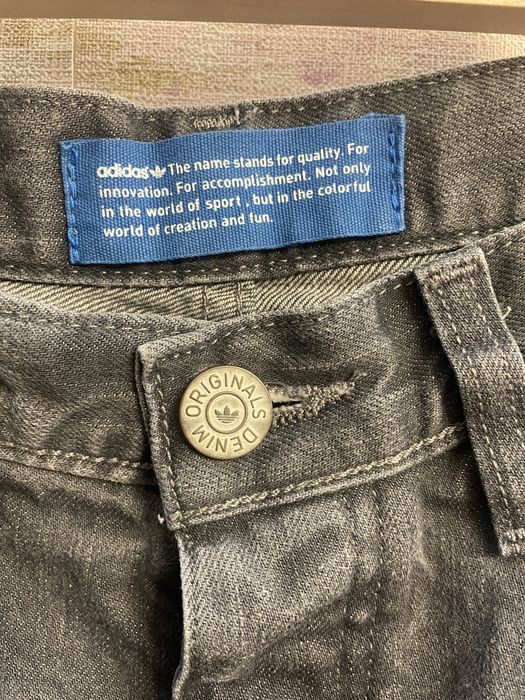 adidas The name stands for quality. For
innovation. For accomplishment. Not only
in the world of sport , but in the colorful
world of creation and fun.
ORIGINALS
DENIM